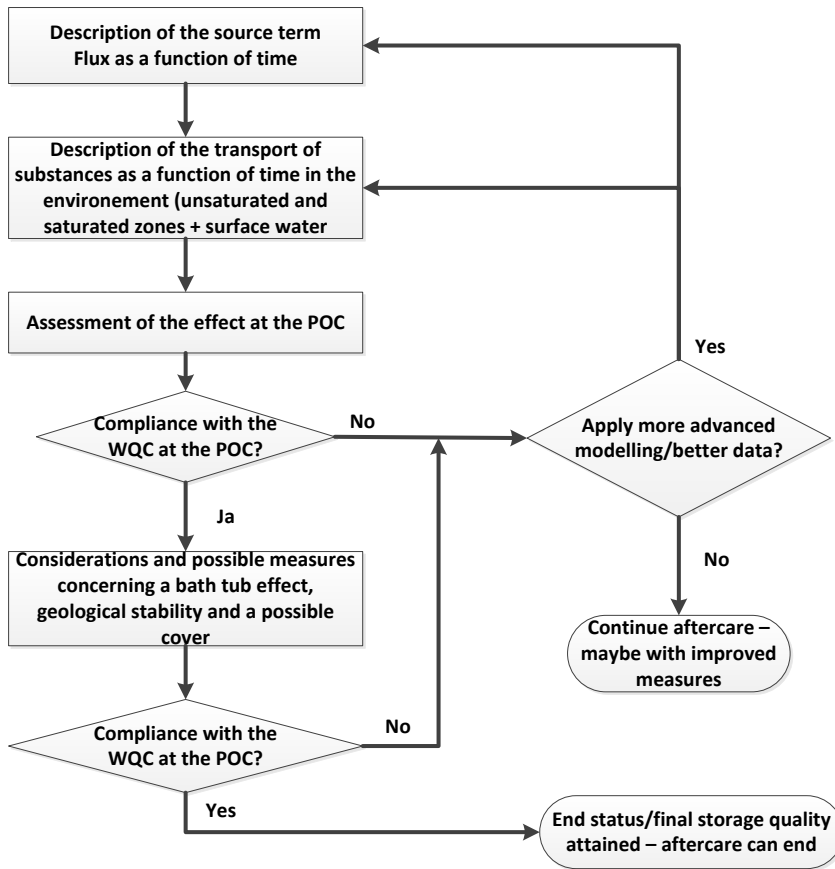 Description of the source term
Flux as a function of time
Description of the transport of
substances as a function of time in the
environement (unsaturated and
saturated zones + surface water
Assessment of the effect at the POC
Yes
Compliance with the
WQC at the POC?
No
Apply more advanced
modelling/better data?
Ja
No
Considerations and possible measures
concerning a bath tub effect,
geological stability and a possible
cover
Continue aftercare –
maybe with improved
measures
Compliance with the
WQC at the POC?
No
Yes
End status/final storage quality
attained – aftercare can end